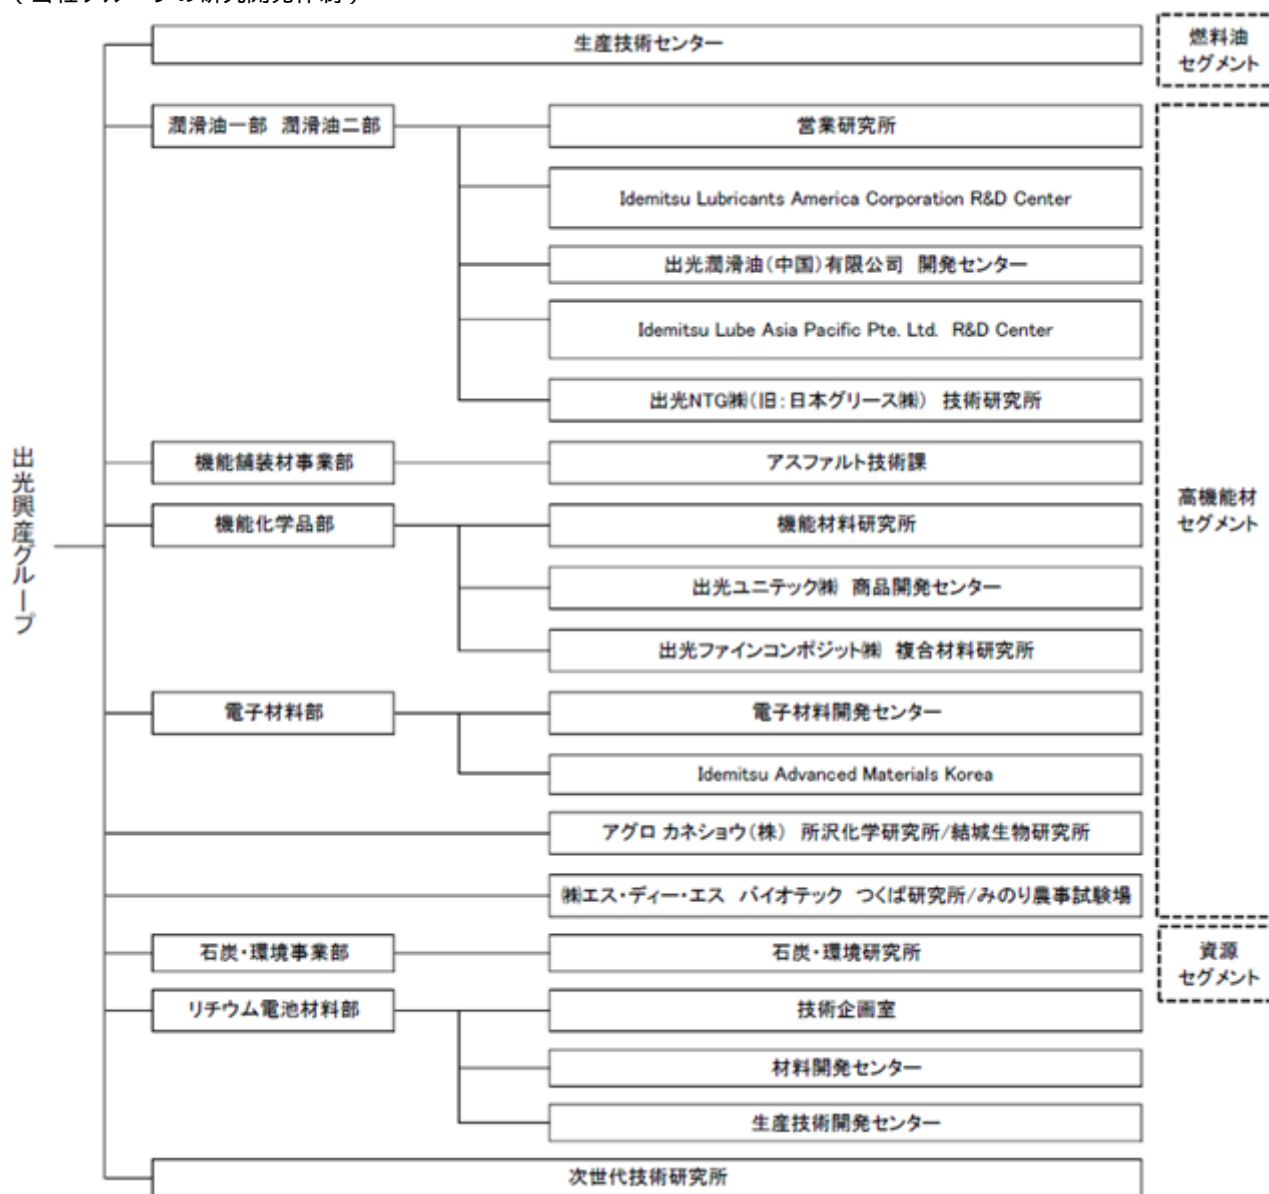 （当社グループの研究開発体制）
生産技術センター
燃料油
セグメント
潤滑油一部 潤滑油二部
営業研究所
Idemitsu Lubricants America Corporation R&D Center
出光潤滑油(中国)有限公司 開発センター
Idemitsu Lube Asia Pacific Pte. Ltd. R&D Center
出光NTG㈱(旧:日本グリース㈱) 技術研究所
機能舗装材事業部
アスファルト技術課
機能化学品部
機能材料研究所
出光ユニテック㈱ 商品開発センター
出光ファインコンポジット㈱ 複合材料研究所
電子材料部
電子材料開発センター
Idemitsu Advanced Materials Korea
アグロ カネショウ(株) 所沢化学研究所/結城生物研究所
㈱エス・ディー・エス バイオテック つくば研究所/みのり農事試験場
高機能材
セグメント
出光興産グループ
石炭・環境事業部
石炭・環境研究所
資源
セグメント
リチウム電池材料部
技術企画室
材料開発センター
生産技術開発センター
次世代技術研究所